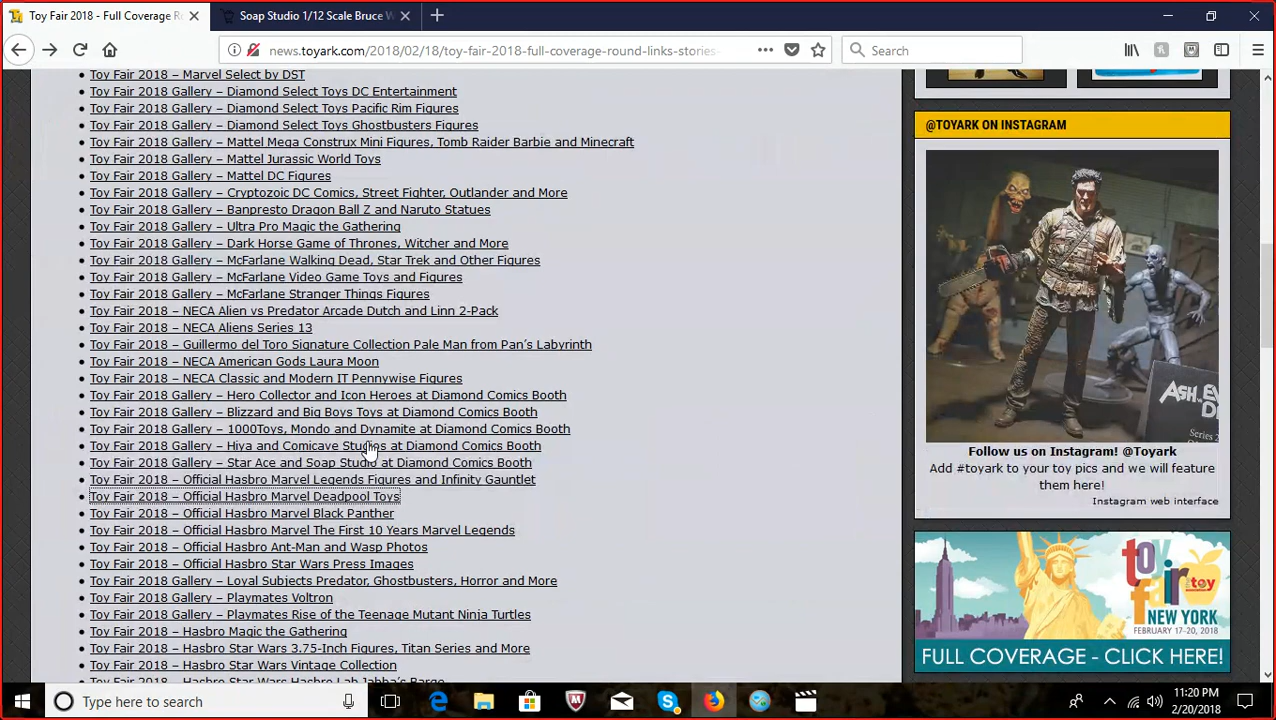 Toy Fair 2018 - Full Coverage Ro
Soap Studio 1/12 Scale Bruce W
news.toyark.com/2018/02/18/toy-fair-2018-full-coverage-round-links-stories-
Search
Toy Fair 2018 – Marvel Select by DST
Toy Fair 2018 Gallery – Diamond Select Toys DC Entertainment
Toy Fair 2018 Gallery – Diamond Select Toys Pacific Rim Figures
Toy Fair 2018 Gallery – Diamond Select Toys Ghostbusters Figures
Toy Fair 2018 Gallery – Mattel Mega Construx Mini Figures, Tomb Raider Barbie and Minecraft
Toy Fair 2018 Gallery – Mattel Jurassic World Toys
Toy Fair 2018 Gallery – Mattel DC Figures
Toy Fair 2018 Gallery – Cryptozoic DC Comics, Street Fighter, Outlander and More
Toy Fair 2018 Gallery – Banpresto Dragon Ball Z and Naruto Statues
Toy Fair 2018 Gallery – Ultra Pro Magic the Gathering
Toy Fair 2018 Gallery – Dark Horse Game of Thrones, Witcher and More
Toy Fair 2018 Gallery – McFarlane Walking Dead, Star Trek and Other Figures
Toy Fair 2018 Gallery – McFarlane Video Game Toys and Figures
Toy Fair 2018 Gallery – McFarlane Stranger Things Figures
Toy Fair 2018 – NECA Alien vs Predator Arcade Dutch and Linn 2-Pack
Toy Fair 2018 – NECA Aliens Series 13
Toy Fair 2018 – Guillermo del Toro Signature Collection Pale Man from Pan's Labyrinth
Toy Fair 2018 – NECA American Gods Laura Moon
Toy Fair 2018 – NECA Classic and Modern IT Pennywise Figures
Toy Fair 2018 Gallery – Hero Collector and Icon Heroes at Diamond Comics Booth
Toy Fair 2018 Gallery – Blizzard and Big Boys Toys at Diamond Comics Booth
Toy Fair 2018 Gallery – 1000Toys, Mondo and Dynamite at Diamond Comics Booth
Toy Fair 2018 Gallery – Hiya and Comicave Studios at Diamond Comics Booth
Toy Fair 2018 Gallery – Star Ace and Soap Studio at Diamond Comics Booth
Toy Fair 2018 – Official Hasbro Marvel Legends Figures and Infinity Gauntlet
Toy Fair 2018 – Official Hasbro Marvel Deadpool Toys
Toy Fair 2018 – Official Hasbro Marvel Black Panther
Toy Fair 2018 – Official Hasbro Marvel The First 10 Years Marvel Legends
Toy Fair 2018 – Official Hasbro Ant-Man and Wasp Photos
Toy Fair 2018 – Official Hasbro Star Wars Press Images
Toy Fair 2018 Gallery – Loyal Subjects Predator, Ghostbusters, Horror and More
Toy Fair 2018 Gallery – Playmates Voltron
Toy Fair 2018 Gallery – Playmates Rise of the Teenage Mutant Ninja Turtles
Toy Fair 2018 – Hasbro Magic the Gathering
Toy Fair 2018 – Hasbro Star Wars 3.75-Inch Figures, Titan Series and More
Toy Fair 2018 – Hasbro Star Wars Vintage Collection
Toy Fair 2018 – Hasbro Star Wars Hasbro Lab Jabba's Barge
@TOYARK ON INSTAGRAM
ASH
Series 2
Follow us on Instagram! @Toyark
Add #toyark to your toy pics and we will feature
them here!
Instagram web interface
toy
fair
toy
NEW YORK
FEBRUARY 17-20, 2018
FULL COVERAGE - CLICK HERE!
Type here to search
11:20 PM
2/20/2018